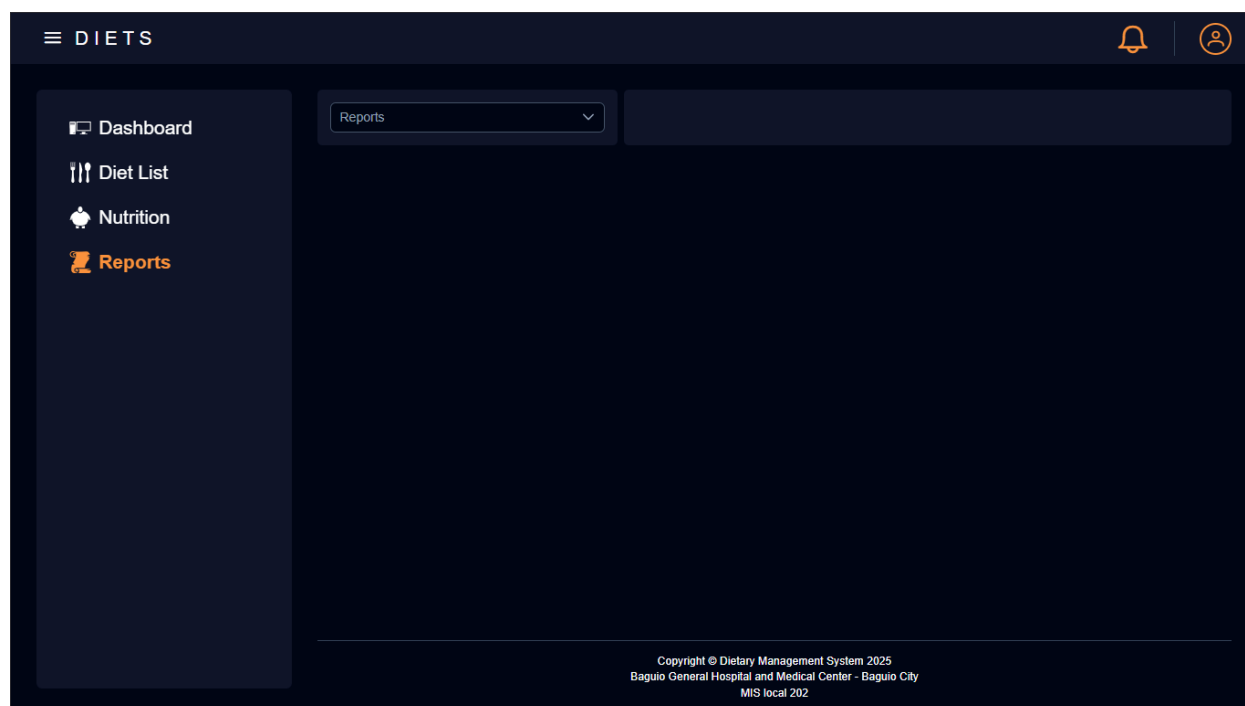 DIETS
Dashboard
Diet List
Nutrition
Reports
Reports
Copyright © Dietary Management System 2025
Baguio General Hospital and Medical Center - Baguio City
MIS local 202